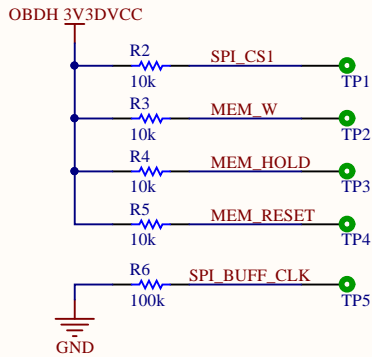 OBDH 3V3DVCC
R2 SPI_CS1
10k TP1
R3 MEM_W
10k TP2
R4 MEM_HOLD
10k TP3
R5 MEM_RESET
10k TP4
R6 SPI_BUFF_CLK
100k TP5
GND